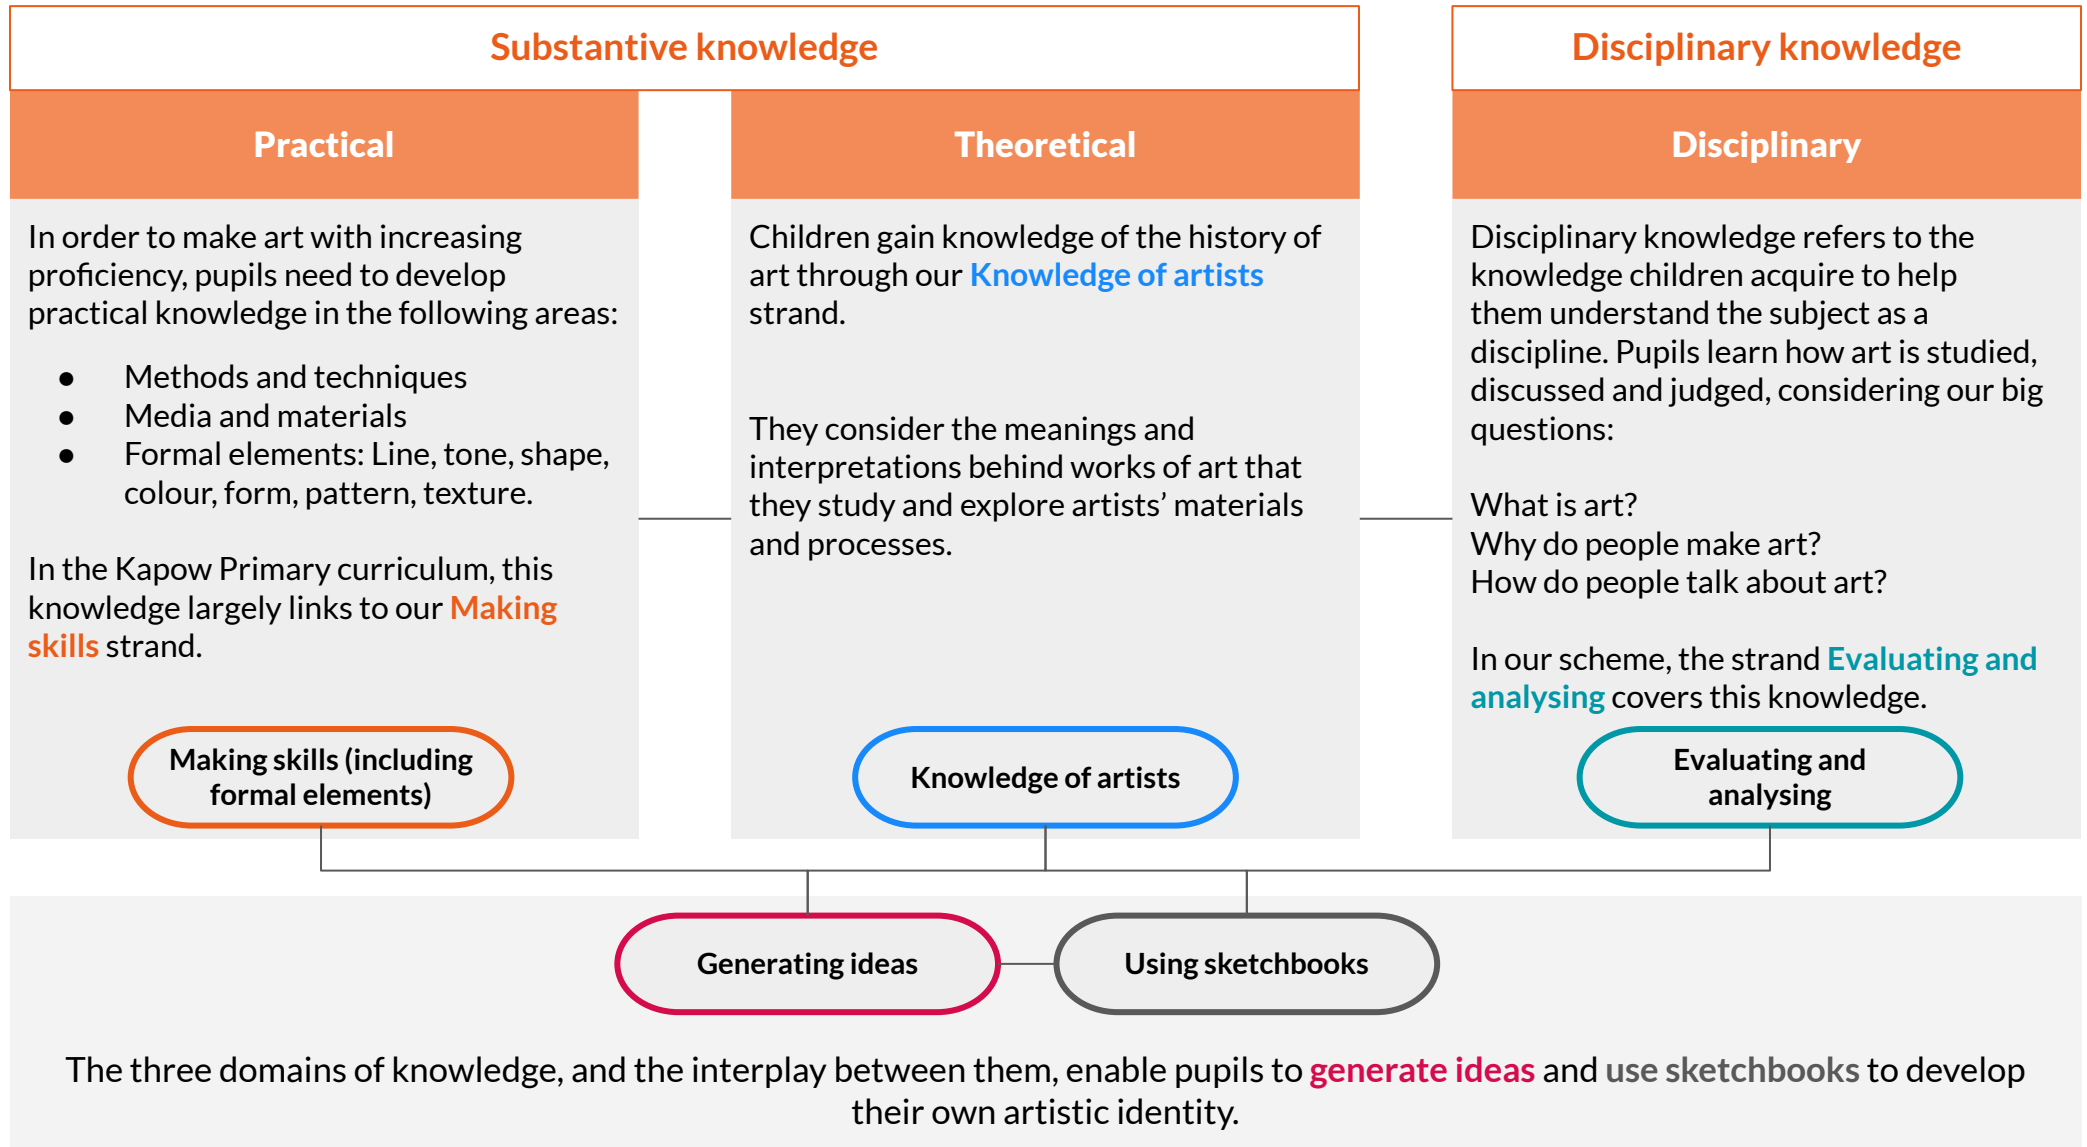 Substantive knowledge
Disciplinary knowledge
Practical
In order to make art with increasing
proficiency, pupils need to develop
practical knowledge in the following areas:
● Methods and techniques
● Media and materials
● Formal elements: Line, tone, shape,
colour, form, pattern, texture.
In the Kapow Primary curriculum, this
knowledge largely links to our Making
skills strand.
Making skills (including
formal elements)
Theoretical
Children gain knowledge of the history of
art through our Knowledge of artists
strand.
They consider the meanings and
interpretations behind works of art that
they study and explore artists’ materials
and processes.
Knowledge of artists
Disciplinary
Disciplinary knowledge refers to the
knowledge children acquire to help
them understand the subject as a
discipline. Pupils learn how art is studied,
discussed and judged, considering our big
questions:
What is art?
Why do people make art?
How do people talk about art?
In our scheme, the strand Evaluating and
analysing covers this knowledge.
Evaluating and
analysing
Generating ideas
Using sketchbooks
The three domains of knowledge, and the interplay between them, enable pupils to generate ideas and use sketchbooks to develop
their own artistic identity.